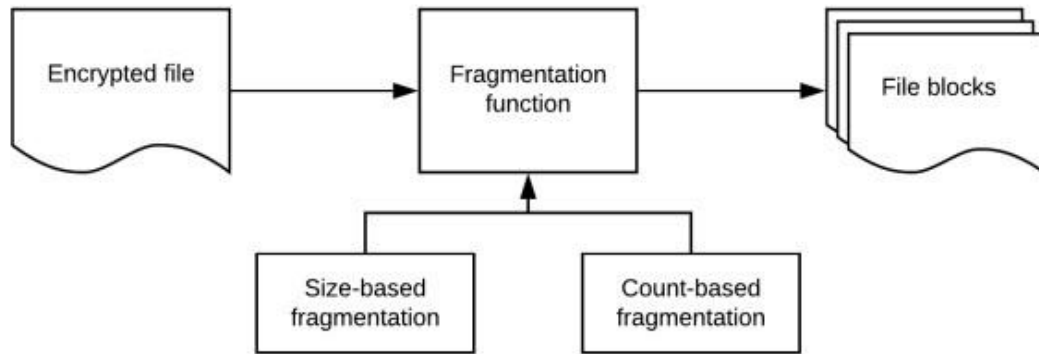 Encrypted file
Fragmentation
function
File blocks
Size-based
fragmentation
Count-based
fragmentation